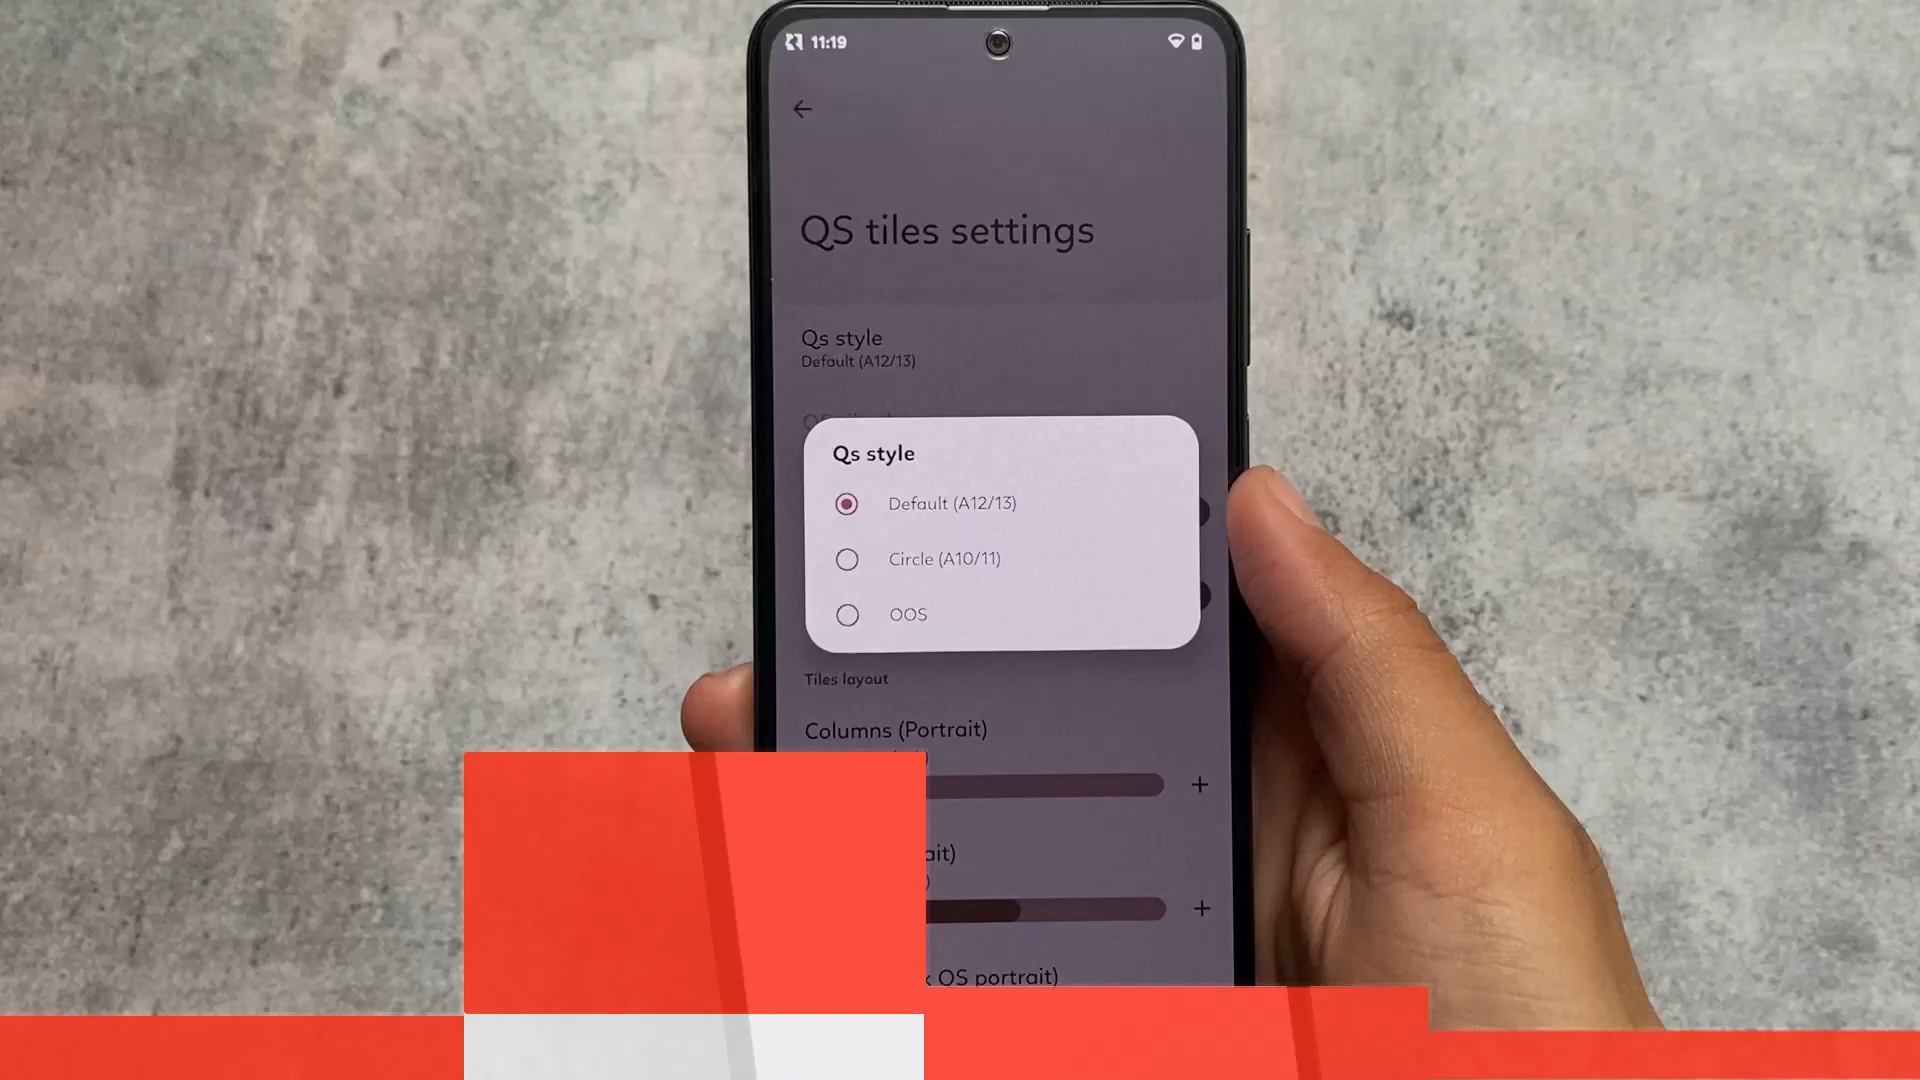 11:19
QS tiles settings
Qs style
Default (A12/13)
Qs style
Default (A12/13)
Circle (A10/11)
OOS
Tiles layout
Columns (Portrait)
ait)
OS portrait)